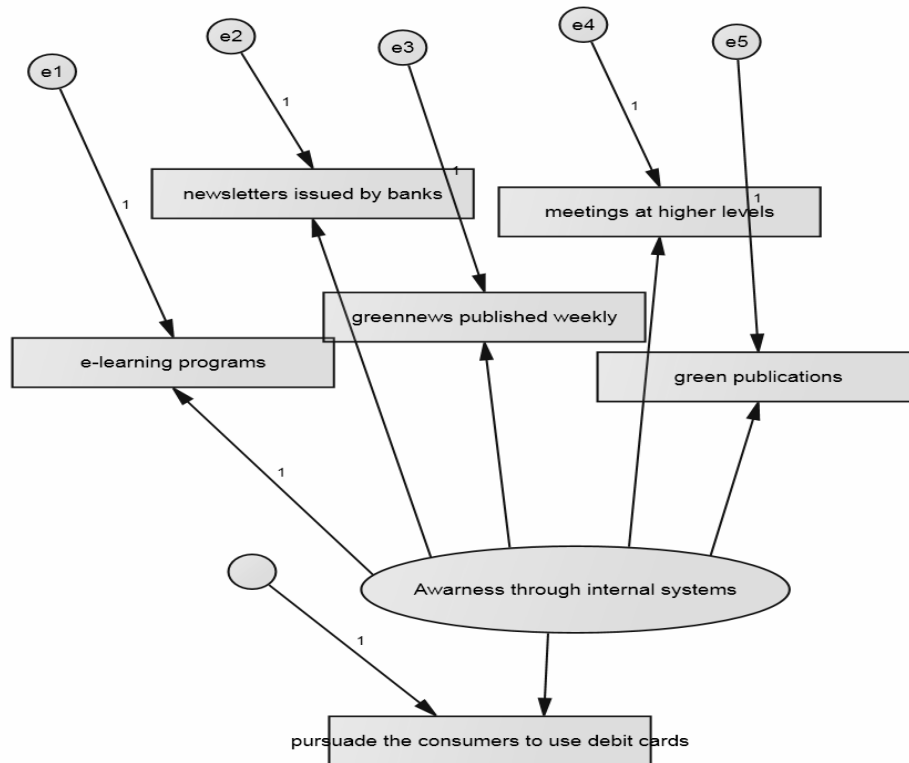 e4
e2
e5
e3
e1
1
1
1
newsletters issued by banks
1
1
meetings at higher levels
greennews published weekly
e-learning programs
green publications
1
Awarness through internal systems
1
pursuade the consumers to use debit cards